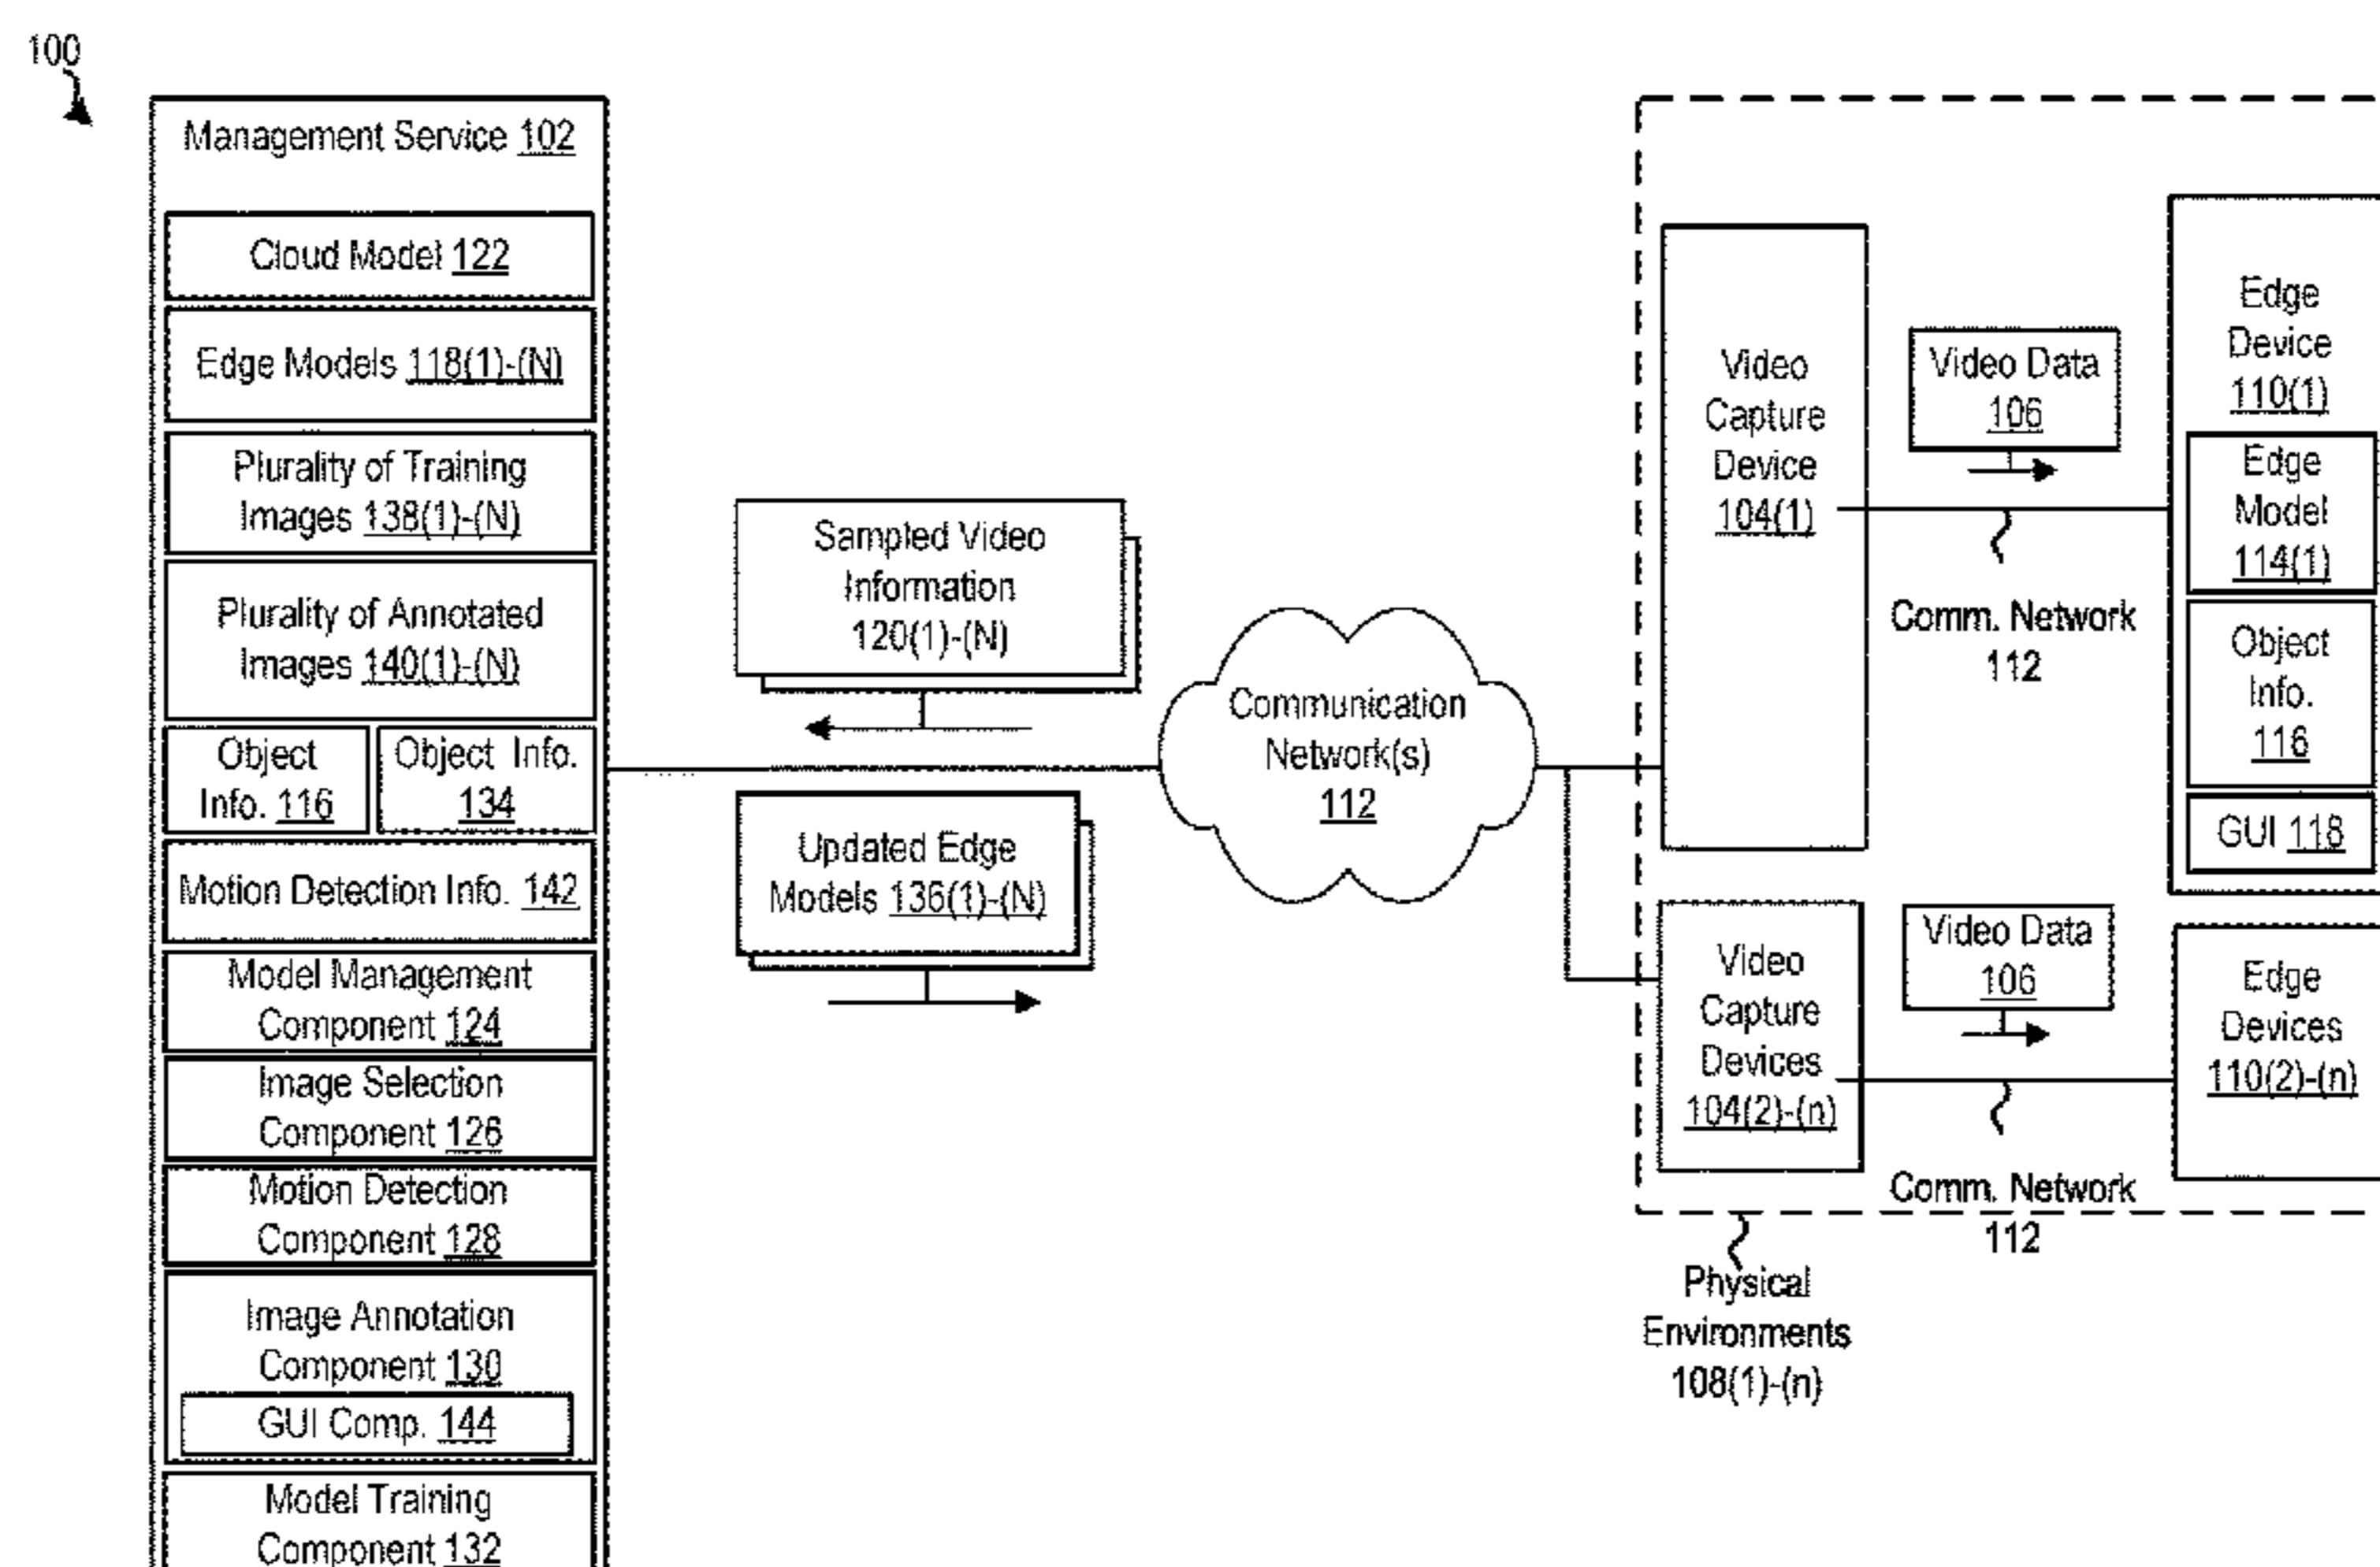 100
Management Service 102
Cloud Model 122
Edge Models 118(1)-(N)
Plurality of Training
Images 138(1)-(N)
Plurality of Annotated
Images 140(1)-(N)
Object
Info. 116
Object Info.
134
Motion Detection Info. 142
Model Management
Component 124
Image Selection
Component 126
Motion Detection
Component 128
Image Annotation
Component 130
GUI Comp. 144
Model Training
Component 132
Sampled Video
Information
120(1)-(N)
Updated Edge
Models 136(1)-(N)
Communication
Network(s)
112
Video
Capture
Device
104(1)
Video Data
106
Comm. Network
112
Edge
Device
110(1)
Edge
Model
114(1)
Object
Info.
116
GUI 118
Video
Capture
Devices
104(2)-(n)
Video Data
106
Comm. Network
112
Edge
Devices
110(2)-(n)
Physical
Environments
108(1)-(n)